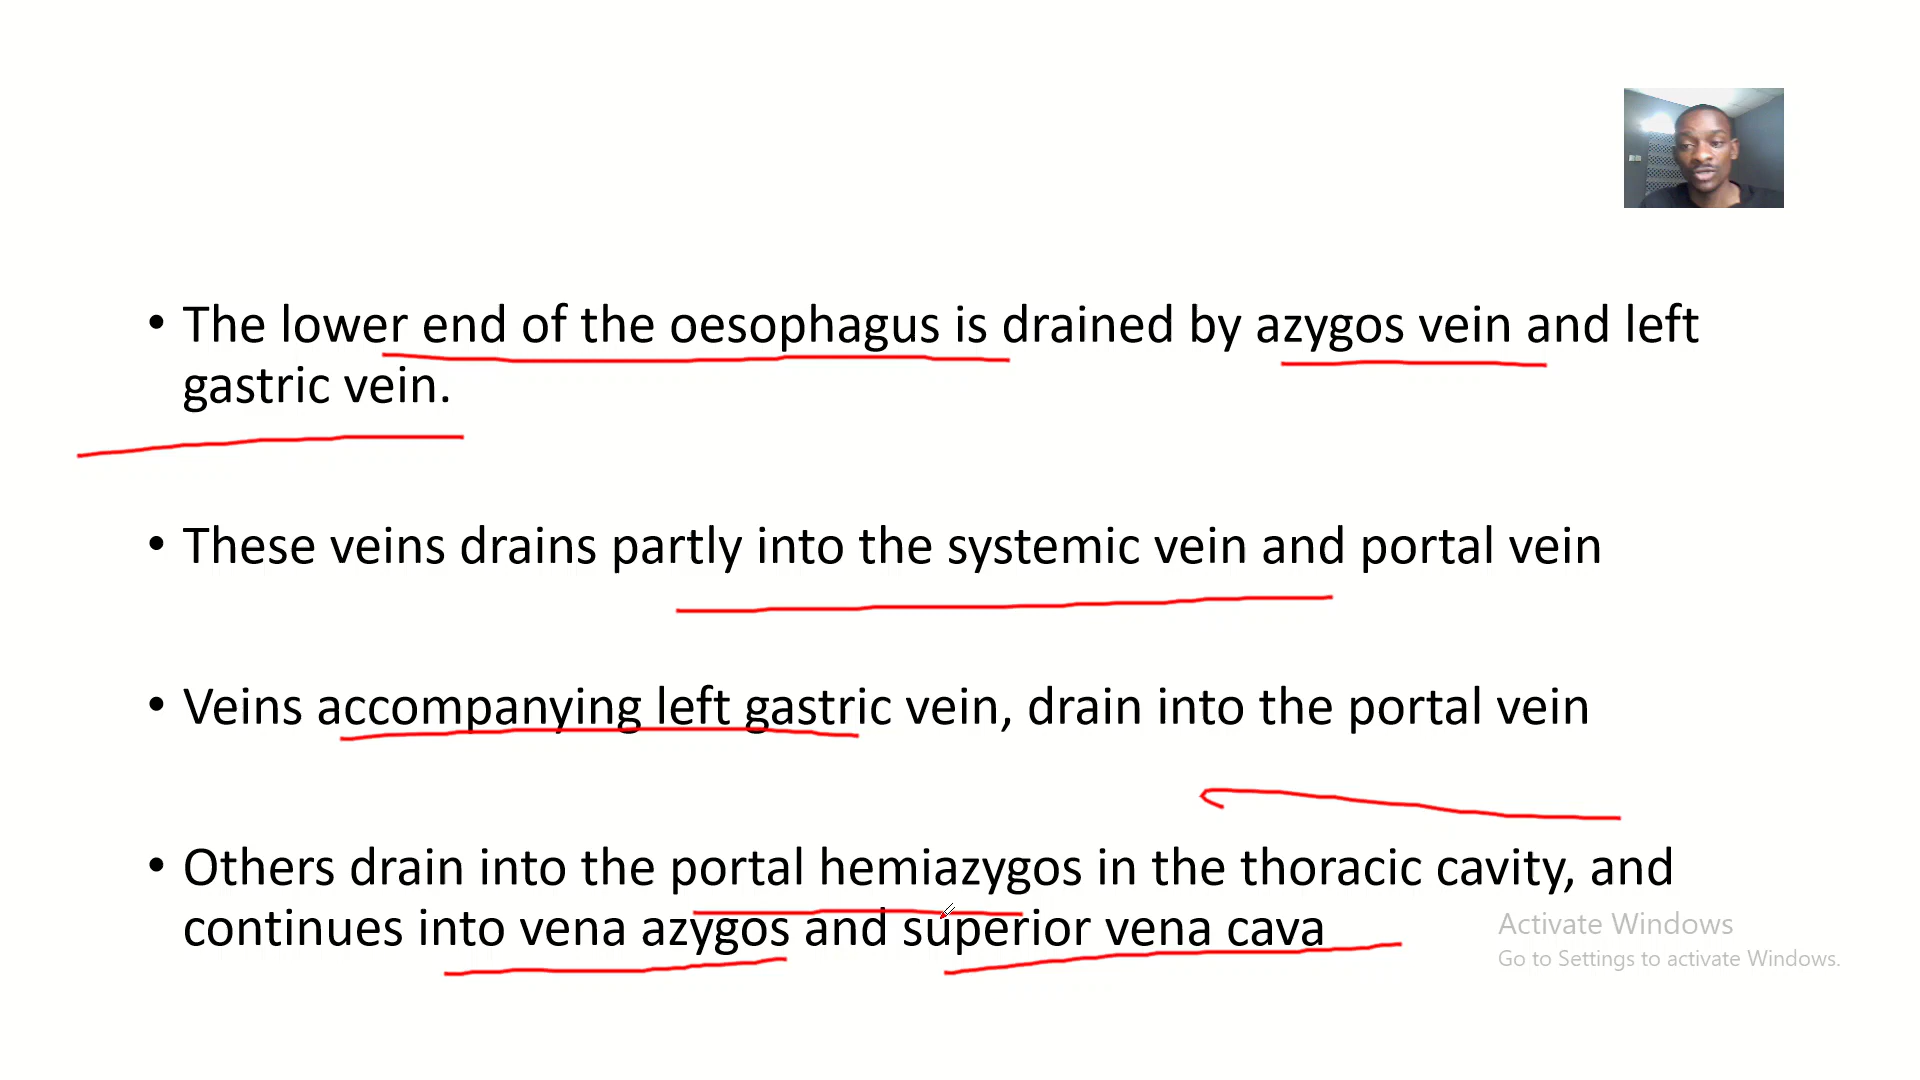 • The lower end of the oesophagus is drained by azygos vein and left
gastric vein.
• These veins drains partly into the systemic vein and portal vein
• Veins accompanying left gastric vein, drain into the portal vein
• Others drain into the portal hemiazygos in the thoracic cavity, and
continues into vena azygos and superior vena cava
Activate Windows
Go to Settings to activate Windows.